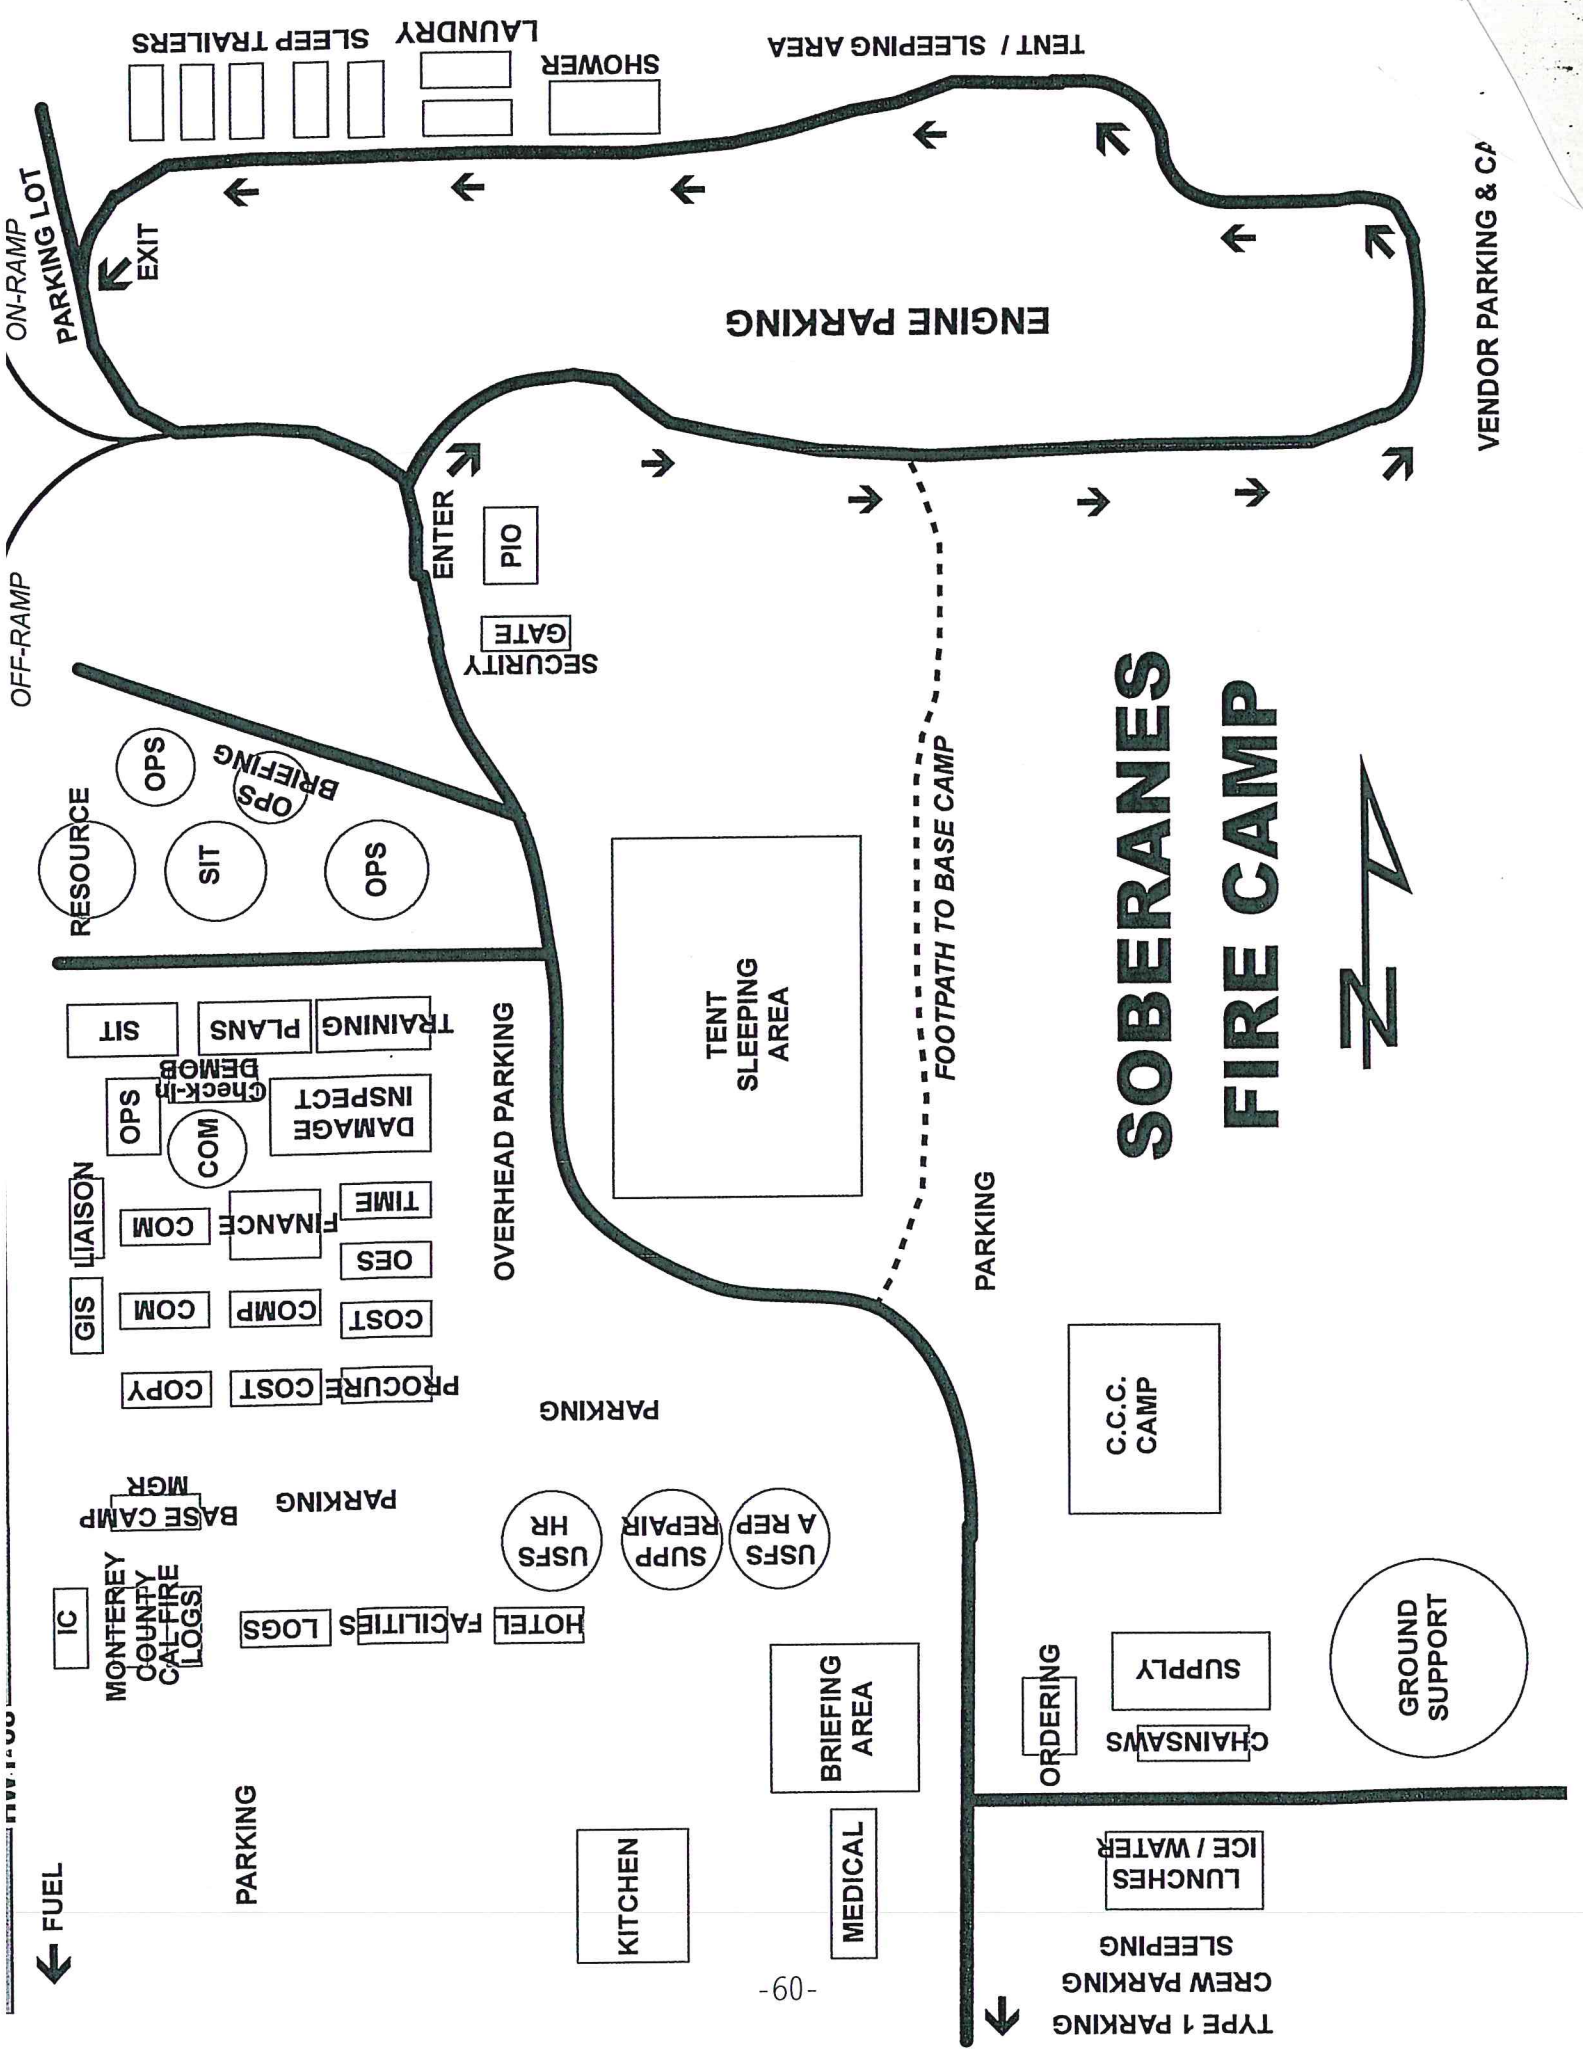 SLEEP TRAILERS
LAUNDRY
SHOWER
TENT / SLEEPING AREA
ON-RAMP
PARKING LOT
EXIT
ENGINE PARKING
VENDOR PARKING &
OFF-RAMP
ENTER
PIO
SECURITY
GATE
RESOURCE
OPS
OPS
BRIEFING
SIT
OPS
SIT
PLANS
TRAINING
DEMOB
Check-In
OPS
COM
DAMAGE
INSPECT
LIAISON
COM
FINANCE
TIME
OES
GIS
COM
COMP
COST
COPY
COST
PROCURE
OVERHEAD PARKING
TENT
SLEEPING
AREA
FOOTPATH TO BASE CAMP
SOBERANES
FIRE CAMP
N
PARKING
PARKING
PARKING
BASE CAMP
MGR
IC
MONTEREY
COUNTY
CAL FIRE
LOGS
LOGS
FACILITIES
HOTEL
USFS
HR
SUPP
REPAIR
USFS
A REP
C.C.C.
CAMP
BRIEFING
AREA
ORDERING
SUPPLY
CHAINSAWS
GROUND
SUPPORT
FUEL
PARKING
KITCHEN
MEDICAL
LUNCHES
ICE / WATER
SLEEPING
CREW PARKING
TYPE 1 PARKING
-60-